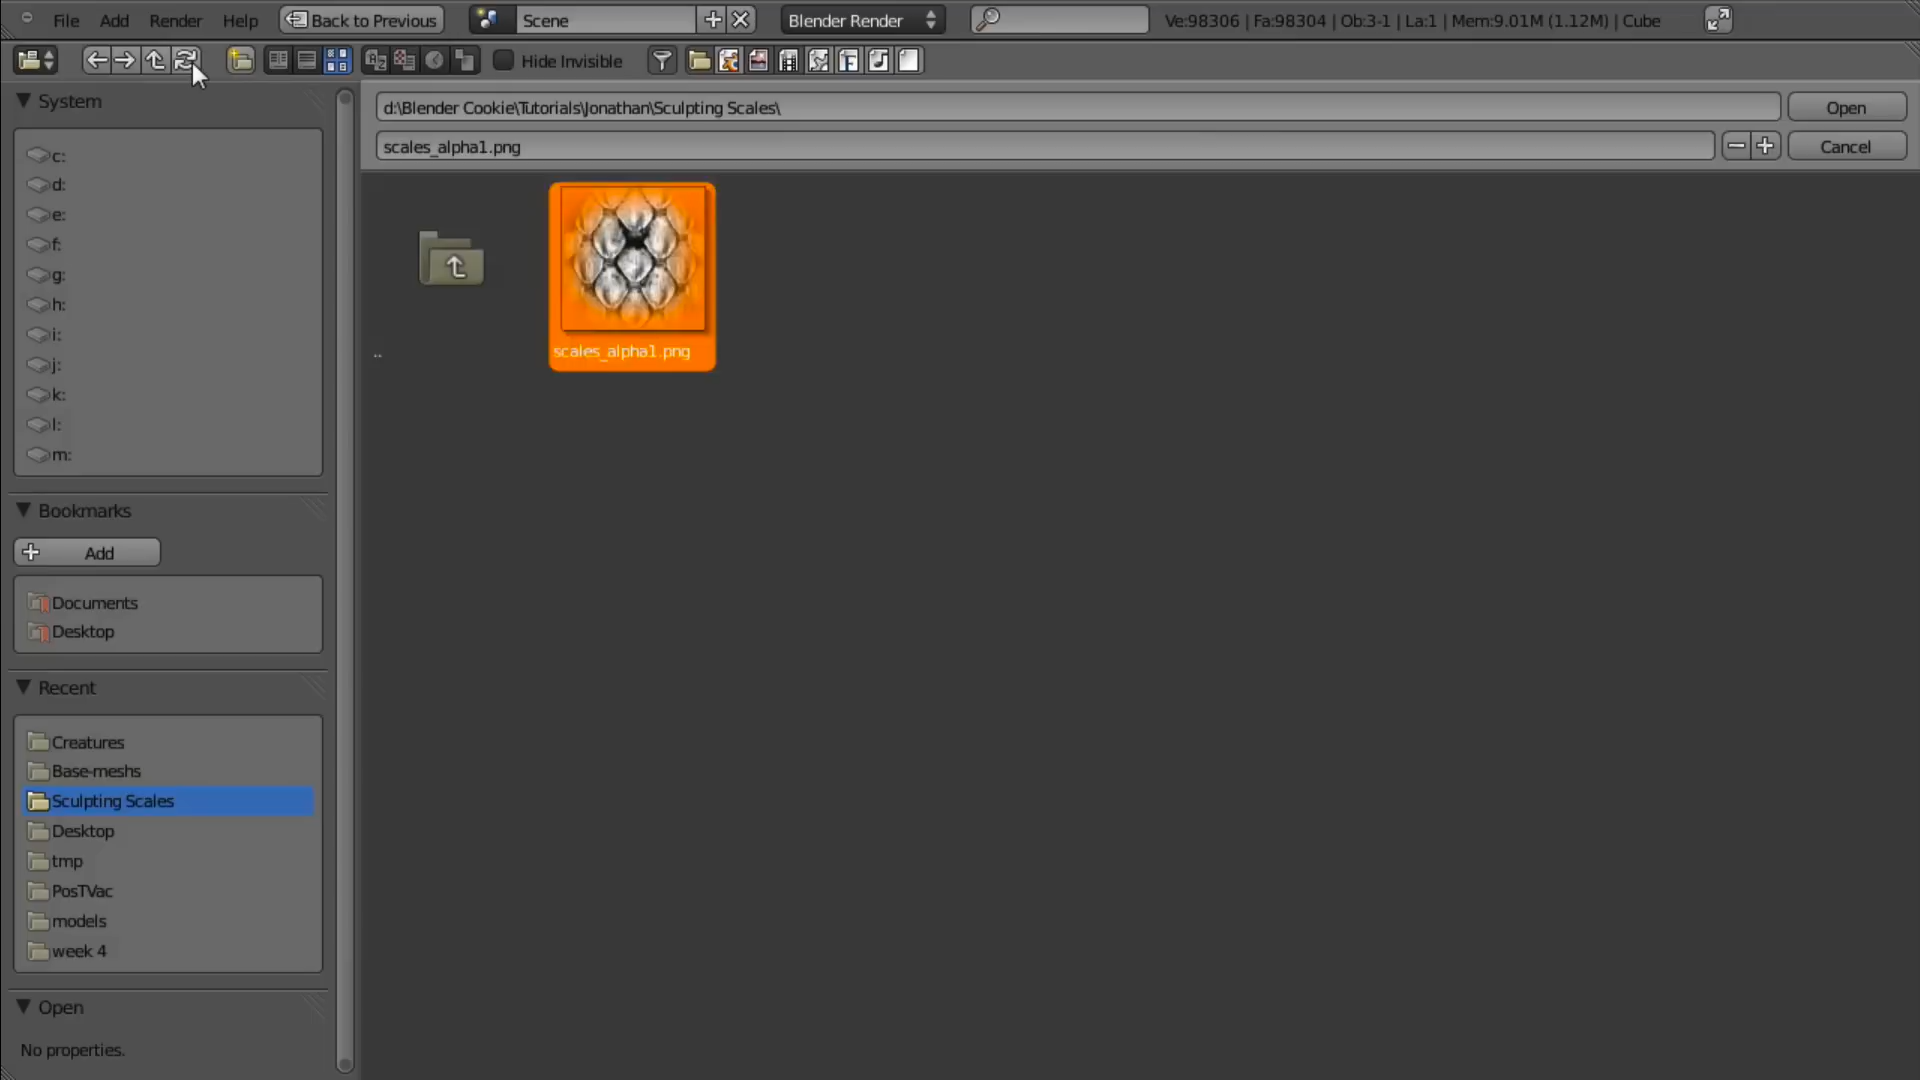 File Add Render Help Back to Previous Scene Blender Render Ve:98306 | Fa:98304 | Ob:3-1 | La:1 | Mem:9.01M (1.12M) | Cube
Hide Invisible
System
c:
d:
e:
f:
g:
h:
i:
j:
k:
l:
m:
Bookmarks
Add
Documents
Desktop
Recent
Creatures
Base-meshs
Sculpting Scales
Desktop
tmp
PosTVac
models
week 4
Open
No properties.
d:\Blender Cookie\Tutorials\Jonathan\Sculpting Scales\
Open
scales_alpha1.png
Cancel
..
scales_alpha1.png